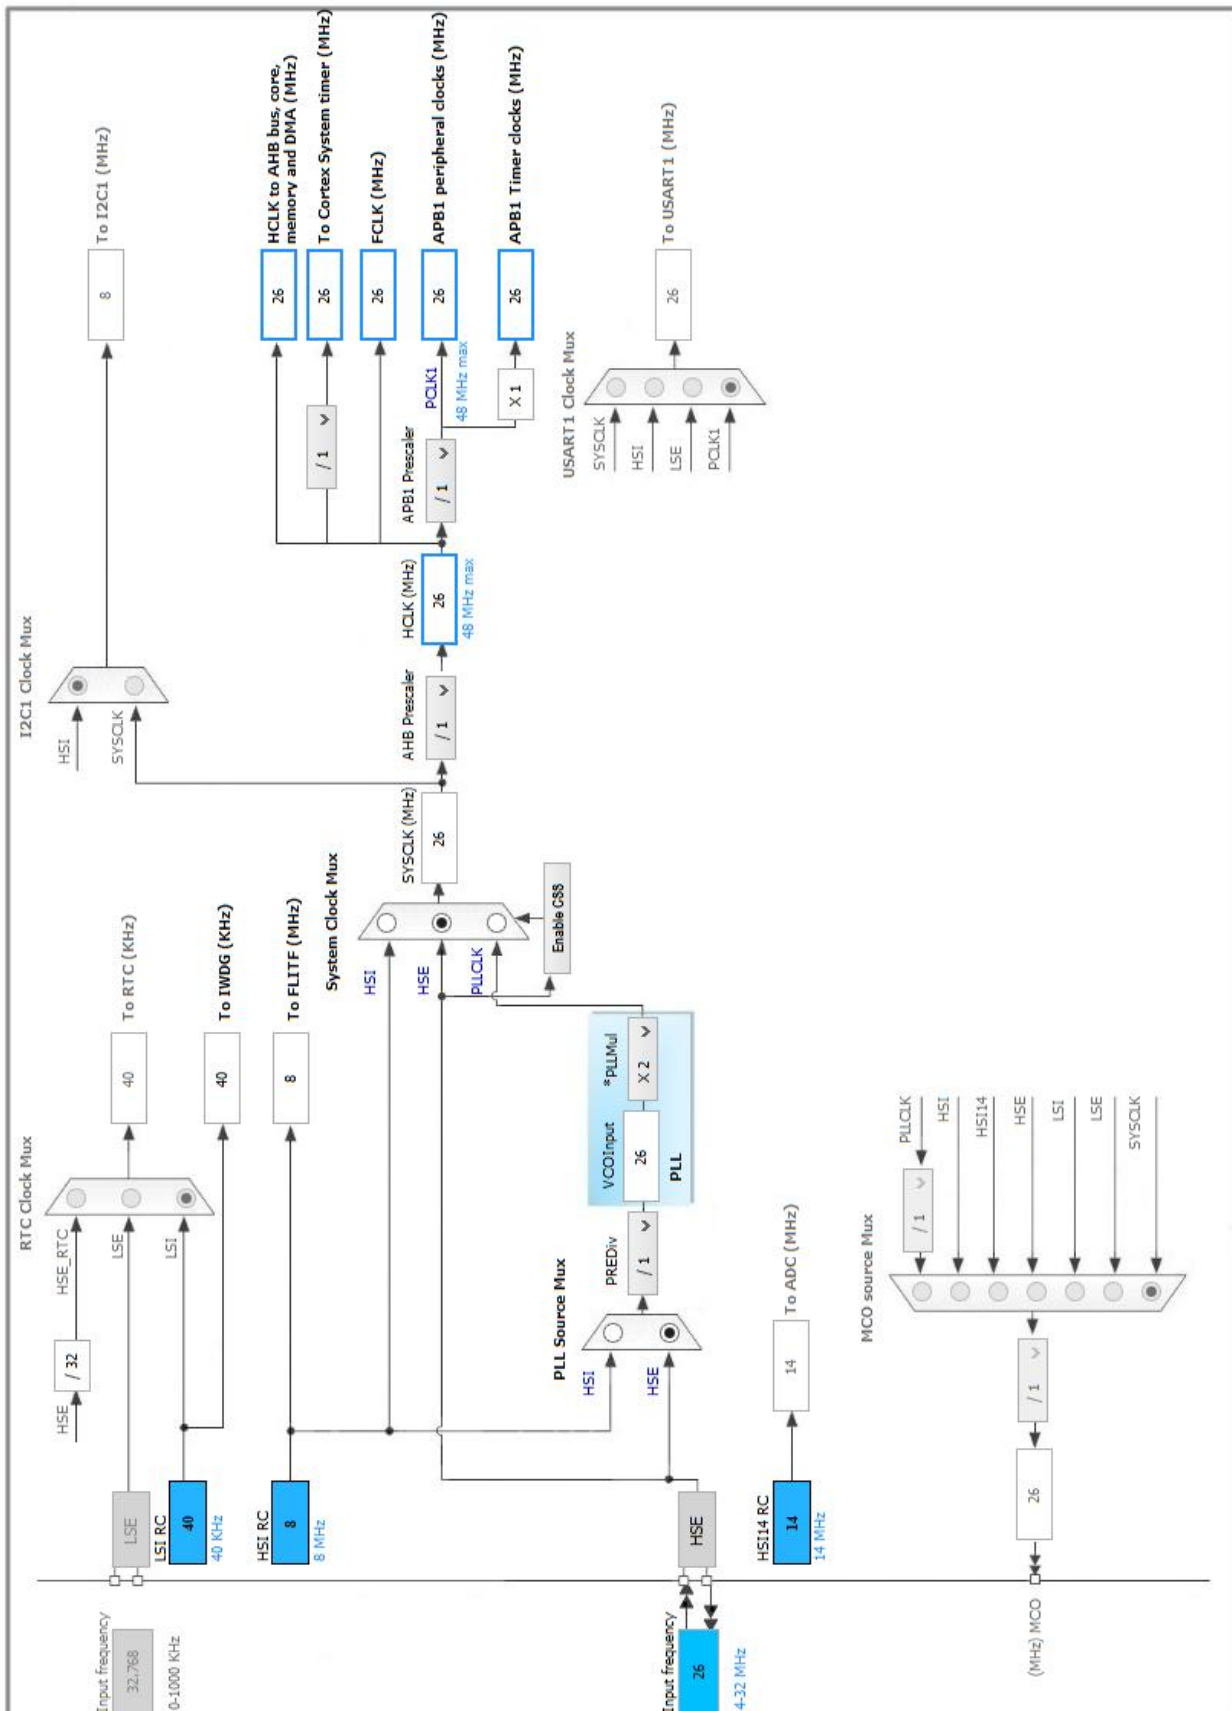 RTC Clock Mux
HSE
/ 32
HSE_RTC
Input frequency
32,768
0-1000 KHz
LSE
LSE
40
To RTC (KHz)
LSI RC
40
40 KHz
LSI
40
To IWDG (KHz)
HSI RC
8
8 MHz
8
To FLITF (MHz)
I2C1 Clock Mux
HSI
SYSCLK
8
To I2C1 (MHz)
System Clock Mux
HSI
HSE
PLLCLK
Enable CSS
SYSCLK (MHz)
26
AHB Prescaler
/ 1
HCLK (MHz)
26
48 MHz max
APB1 Prescaler
/ 1
PCLK1
48 MHz max
26
HCLK to AHB bus, core,
memory and DMA (MHz)
/ 1
26
To Cortex System timer (MHz)
26
FCLK (MHz)
26
APB1 peripheral clocks (MHz)
X 1
26
APB1 Timer clocks (MHz)
PLL Source Mux
HSI
HSE
PREDiv
/ 1
VCOInput
26
*PLLMul
X 2
PLL
Input frequency
26
4-32 MHz
HSE
USART1 Clock Mux
SYSCLK
HSI
LSE
PCLK1
26
To USART1 (MHz)
HSI14 RC
14
14 MHz
14
To ADC (MHz)
MCO source Mux
(MHz) MCO
26
/ 1
/ 1
PLLCLK
HSI
HSI14
HSE
LSI
LSE
SYSCLK